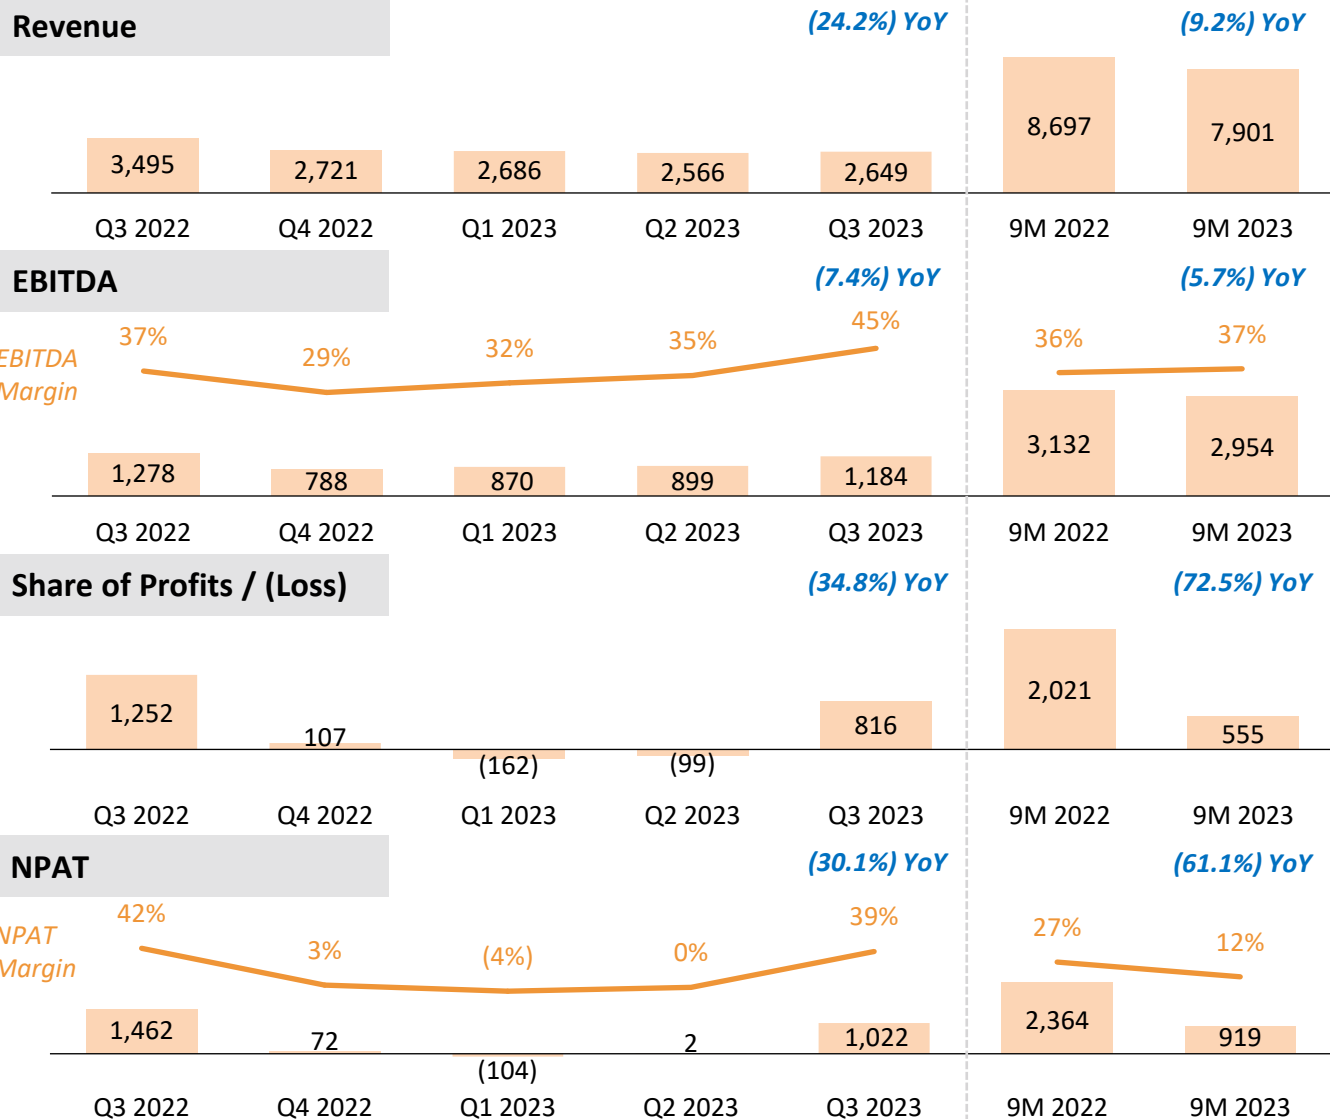 Revenue
(24.2%) YoY
(9.2%) YoY
3,495 2,721 2,686 2,566 2,649 8,697 7,901
Q3 2022 Q4 2022 Q1 2023 Q2 2023 Q3 2023 9M 2022 9M 2023
EBITDA
(7.4%) YoY
(5.7%) YoY
EBITDA
Margin
37% 29% 32% 35% 45% 36% 37%
1,278 788 870 899 1,184 3,132 2,954
Q3 2022 Q4 2022 Q1 2023 Q2 2023 Q3 2023 9M 2022 9M 2023
Share of Profits / (Loss)
(34.8%) YoY
(72.5%) YoY
1,252 107 (162) (99) 816 2,021 555
Q3 2022 Q4 2022 Q1 2023 Q2 2023 Q3 2023 9M 2022 9M 2023
NPAT
(30.1%) YoY
(61.1%) YoY
NPAT
Margin
42% 3% (4%) 0% 39% 27% 12%
1,462 72 (104) 2 1,022 2,364 919
Q3 2022 Q4 2022 Q1 2023 Q2 2023 Q3 2023 9M 2022 9M 2023